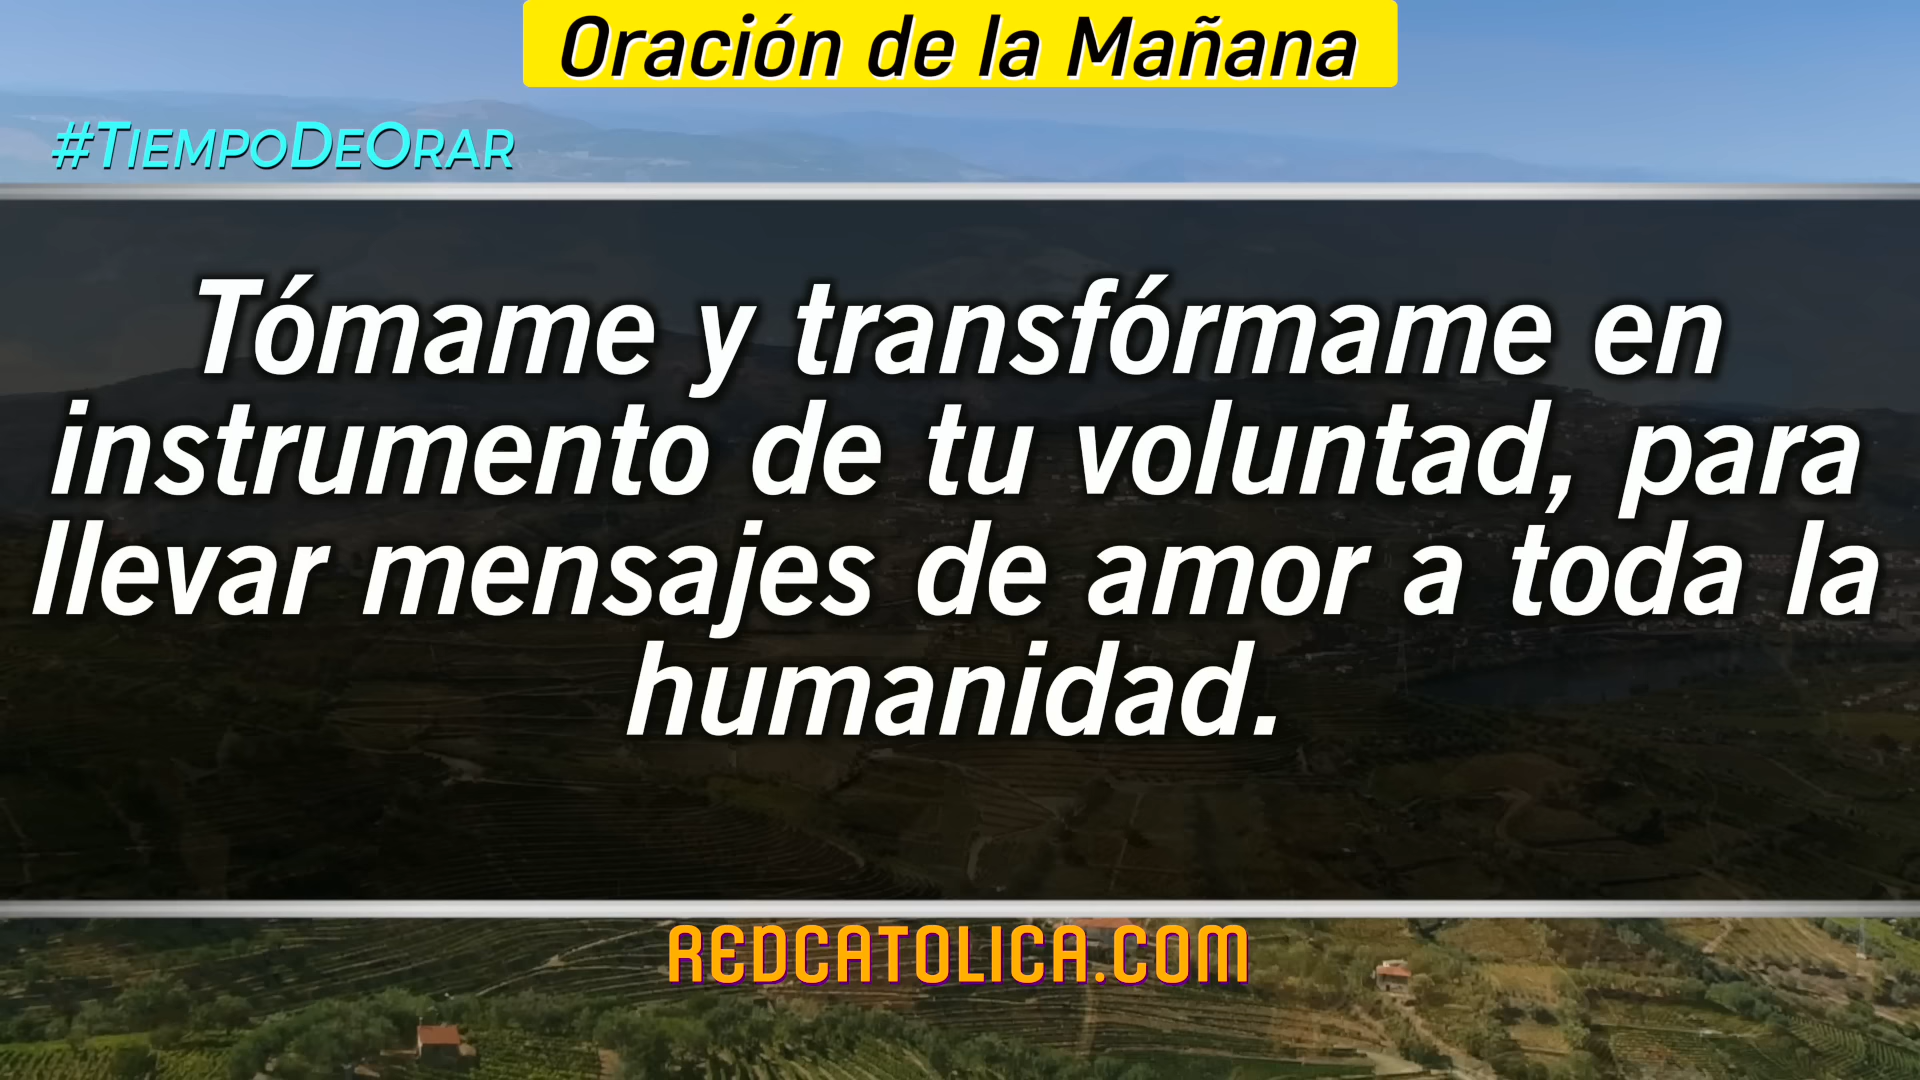 Oración de la Mañana
#TiempoDeOrar
Tómame y transfórmame en
instrumento de tu voluntad, para
llevar mensajes de amor a toda la
humanidad.
REDCATOLICA.COM